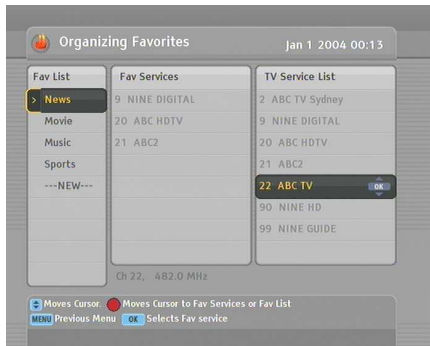 Organizing Favorites
Jan 1 2004 00:13
Fav List
> News
Movie
Music
Sports
---NEW---
Fav Services
9 NINE DIGITAL
20 ABC HDTV
21 ABC2
TV Service List
2 ABC TV Sydney
9 NINE DIGITAL
20 ABC HDTV
21 ABC2
22 ABC TV OK
90 NINE HD
99 NINE GUIDE
Ch 22, 482.0 MHz
Moves Cursor. Moves Cursor to Fav Services or Fav List
MENU Previous Menu OK Selects Fav service